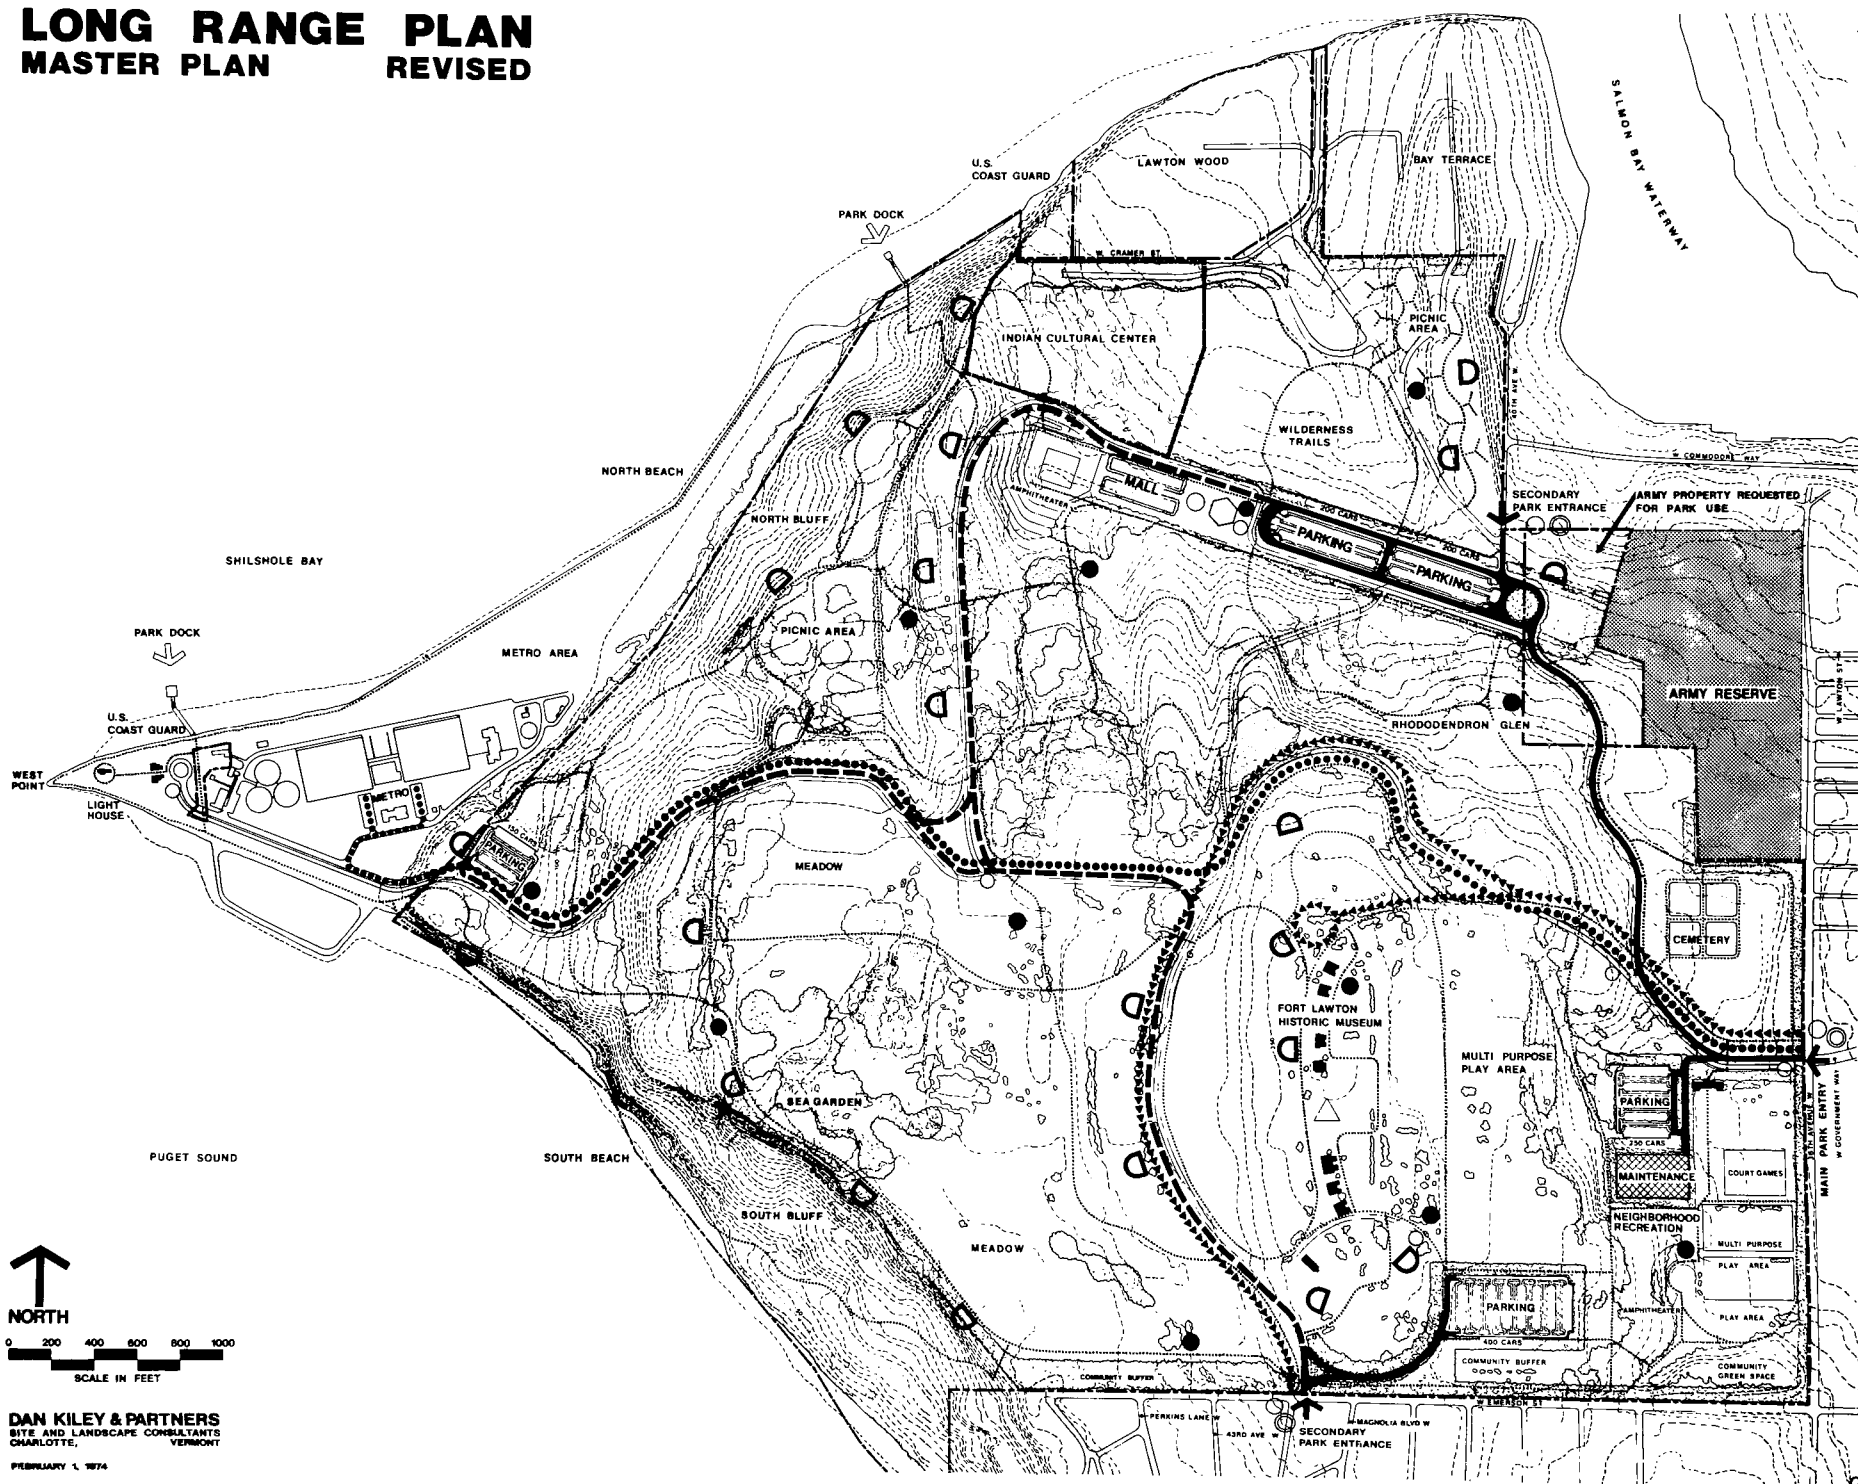 LONG RANGE PLAN
MASTER PLAN REVISED
SALMON BAY WATERWAY
U.S.
COAST GUARD
LAWTON WOOD
BAY TERRACE
PARK DOCK
W. CRAMER ST.
PICNIC
AREA
INDIAN CULTURAL CENTER
40TH AVE W.
WILDERNESS
TRAILS
W COMMODORE WAY
NORTH BEACH
MALL
AMPHITHEATER
SECONDARY
PARK ENTRANCE
ARMY PROPERTY REQUESTED
FOR PARK USE
200 CARS
NORTH BLUFF
PARKING
200 CARS
PARKING
SHILSHOLE BAY
PICNIC AREA
PARK DOCK
METRO AREA
W LAWTON ST
ARMY RESERVE
U.S.
COAST GUARD
RHODODENDRON GLEN
WEST
POINT
LIGHT
HOUSE
METRO
150 CARS
PARKING
MEADOW
CEMETERY
FORT LAWTON
HISTORIC MUSEUM
MULTI PURPOSE
PLAY AREA
SEA GARDEN
PARKING
250 CARS
MAIN PARK ENTRY
W GOVERNMENT WAY
PUGET SOUND
SOUTH BEACH
MAINTENANCE
COURT GAMES
SOUTH BLUFF
NEIGHBORHOOD
RECREATION
MEADOW
MULTI PURPOSE
PLAY AREA
NORTH
PARKING
AMPHITHEATER
PLAY AREA
0 200 400 600 800 1000
SCALE IN FEET
400 CARS
COMMUNITY BUFFER
COMMUNITY
GREEN SPACE
COMMUNITY BUFFER
W EMERSON ST
W PERKINS LANE W
W MAGNOLIA BLVD W
43RD AVE W
SECONDARY
PARK ENTRANCE
DAN KILEY & PARTNERS
SITE AND LANDSCAPE CONSULTANTS
CHARLOTTE, VERMONT
FEBRUARY 1, 1974